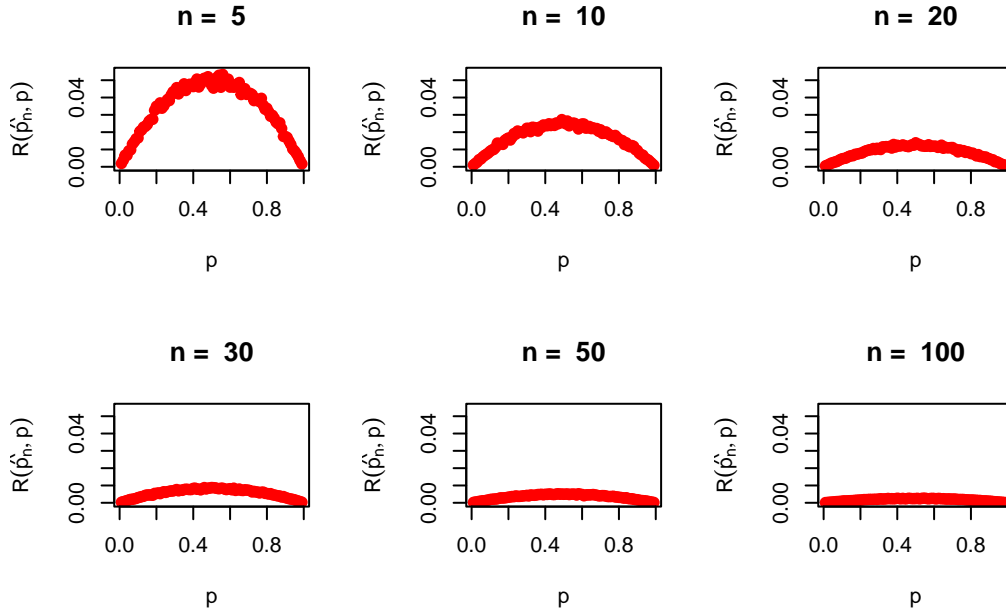 n = 5
R(p̂n, p)
0.04
0.00
0.0 0.4 0.8
p
n = 10
R(p̂n, p)
0.04
0.00
0.0 0.4 0.8
p
n = 20
R(p̂n, p)
0.04
0.00
0.0 0.4 0.8
p
n = 30
R(p̂n, p)
0.04
0.00
0.0 0.4 0.8
p
n = 50
R(p̂n, p)
0.04
0.00
0.0 0.4 0.8
p
n = 100
R(p̂n, p)
0.04
0.00
0.0 0.4 0.8
p